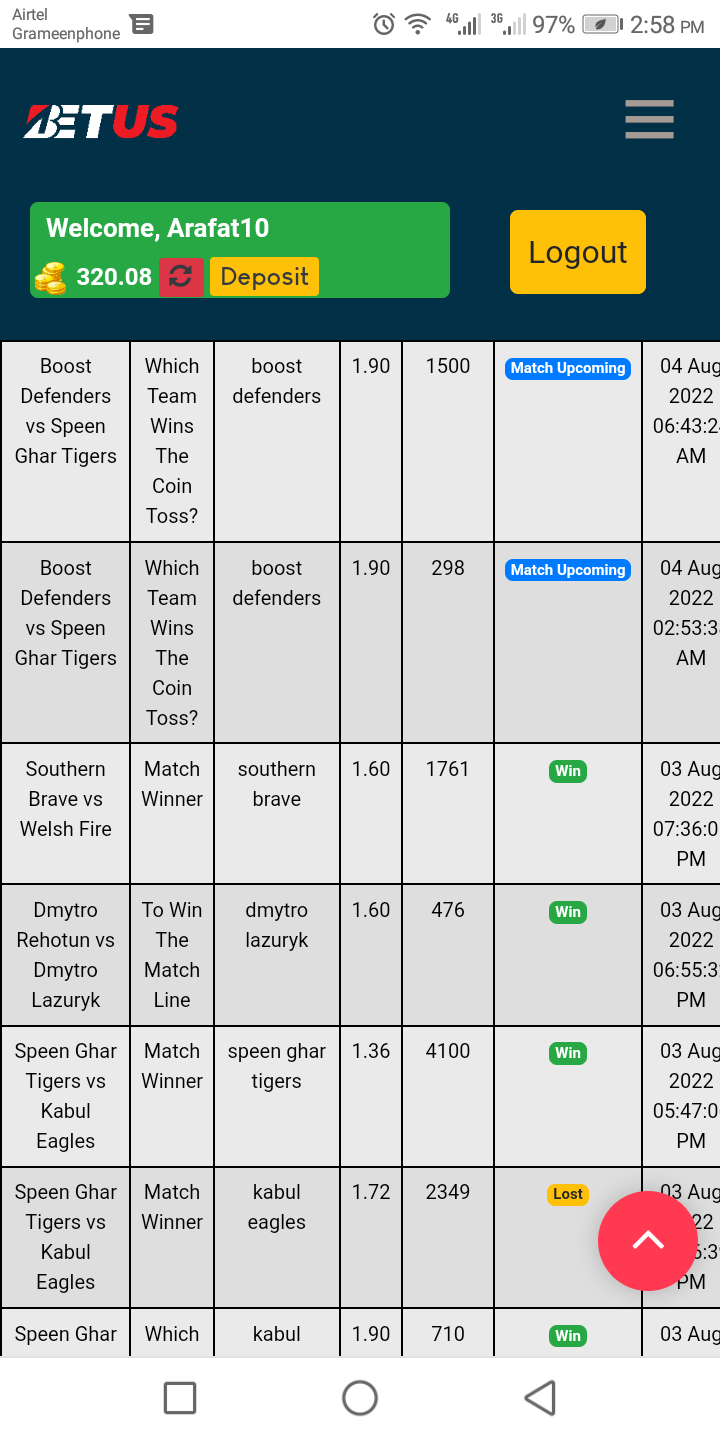 Airtel
Grameenphone
4G 3G 97% 2:58 PM
BETUS
Welcome, Arafat10
Logout
320.08 Deposit
Boost Which boost 1.90 1500 Match Upcoming 04 Aug
Defenders Team defenders 2022
vs Speen Wins 06:43:2
Ghar Tigers The AM
Coin
Toss?
Boost Which boost 1.90 298 Match Upcoming 04 Aug
Defenders Team defenders 2022
vs Speen Wins 02:53:3
Ghar Tigers The AM
Coin
Toss?
Southern Match southern 1.60 1761 Win 03 Aug
Brave vs Winner brave 2022
Welsh Fire 07:36:0
PM
Dmytro To Win dmytro 1.60 476 Win 03 Aug
Rehotun vs The lazuryk 2022
Dmytro Match 06:55:3
Lazuryk Line PM
Speen Ghar Match speen ghar 1.36 4100 Win 03 Aug
Tigers vs Winner tigers 2022
Kabul 05:47:0
Eagles PM
Speen Ghar Match kabul 1.72 2349 Lost 03 Aug
Tigers vs Winner eagles 22
Kabul 5:3
Eagles PM
Speen Ghar Which kabul 1.90 710 Win 03 Aug